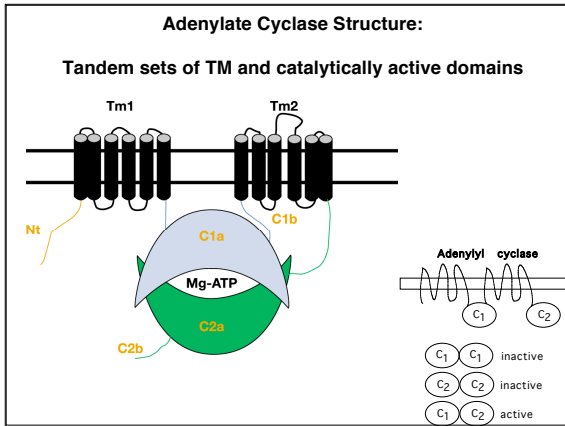 Adenylate Cyclase Structure:
Tandem sets of TM and catalytically active domains
Tm1
Tm2
Nt
C1b
C1a
Mg-ATP
C2a
C2b
Adenylyl cyclase
C1
C2
C1 C1 inactive
C2 C2 inactive
C1 C2 active